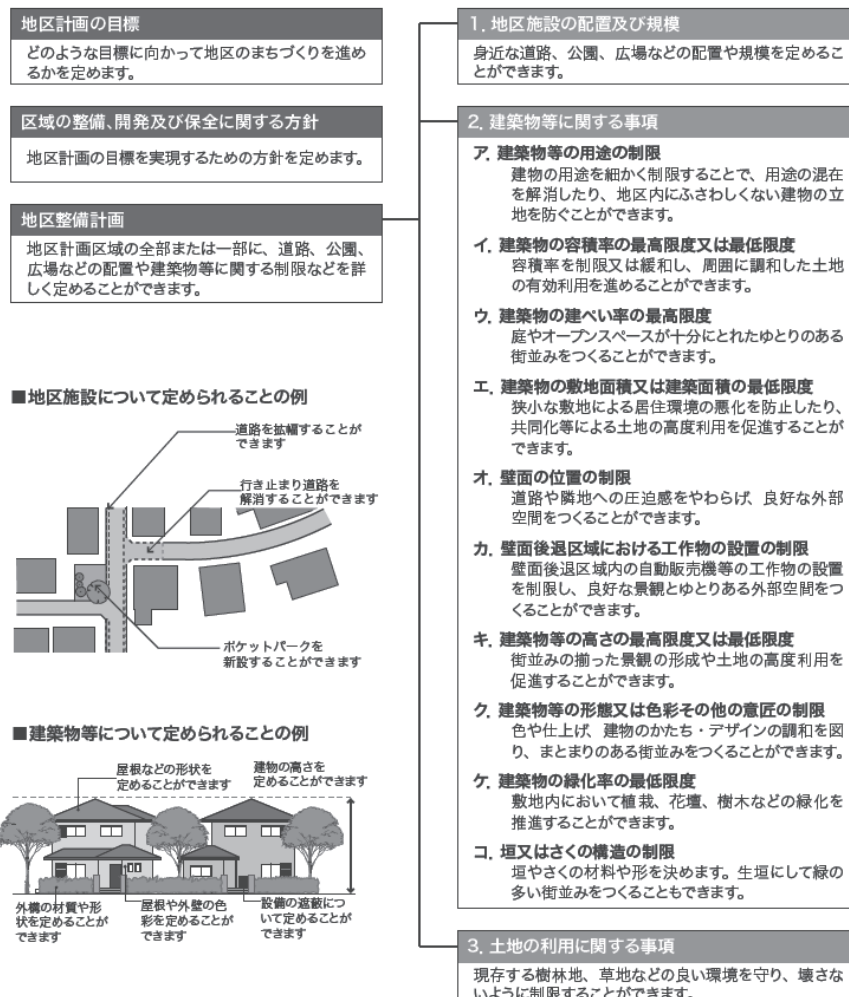 地区計画の目標
どのような目標に向かって地区のまちづくりを進め
るかを定めます。
区域の整備、開発及び保全に関する方針
地区計画の目標を実現するための方針を定めます。
地区整備計画
地区計画区域の全部または一部に、道路、公園、
広場などの配置や建築物等に関する制限などを詳
しく定めることができます。
■地区施設について定められることの例
道路を拡幅することが
できます
行き止まり道路を
解消することができます
ポケットパークを
新設することができます
■建築物等について定められることの例
屋根などの形状を
定めることができます
建物の高さを
定めることができます
外構の材質や形
状を定めることが
できます
屋根や外壁の色
彩を定めることが
できます
設備の遮蔽につ
いて定めることが
できます
1. 地区施設の配置及び規模
身近な道路、公園、広場などの配置や規模を定めるこ
とができます。
2. 建築物等に関する事項
ア. 建築物等の用途の制限
建物の用途を細かく制限することで、用途の混在
を解消したり、地区内にふさわしくない建物の立
地を防ぐことができます。
イ. 建築物の容積率の最高限度又は最低限度
容積率を制限又は緩和し、周囲に調和した土地
の有効利用を進めることができます。
ウ. 建築物の建ぺい率の最高限度
庭やオープンスペースが十分にとれたゆとりのある
街並みをつくることができます。
エ. 建築物の敷地面積又は建築面積の最低限度
狭小な敷地による居住環境の悪化を防止したり、
共同化等による土地の高度利用を促進することが
できます。
オ. 壁面の位置の制限
道路や隣地への圧迫感をやわらげ、良好な外部
空間をつくることができます。
カ. 壁面後退区域における工作物の設置の制限
壁面後退区域内の自動販売機等の工作物の設置
を制限し、良好な景観とゆとりある外部空間をつ
くることができます。
キ. 建築物等の高さの最高限度又は最低限度
街並みの揃った景観の形成や土地の高度利用を
促進することができます。
ク. 建築物等の形態又は色彩その他の意匠の制限
色や仕上げ、建物のかたち・デザインの調和を図
り、まとまりのある街並みをつくることができます。
ケ. 建築物の緑化率の最低限度
敷地内において植栽、花壇、樹木などの緑化を
推進することができます。
コ. 垣又はさくの構造の制限
垣やさくの材料や形を決めます。生垣にして緑の
多い街並みをつくることもできます。
3. 土地の利用に関する事項
現存する樹林地、草地などの良い環境を守り、壊さな
いように制限することができます。